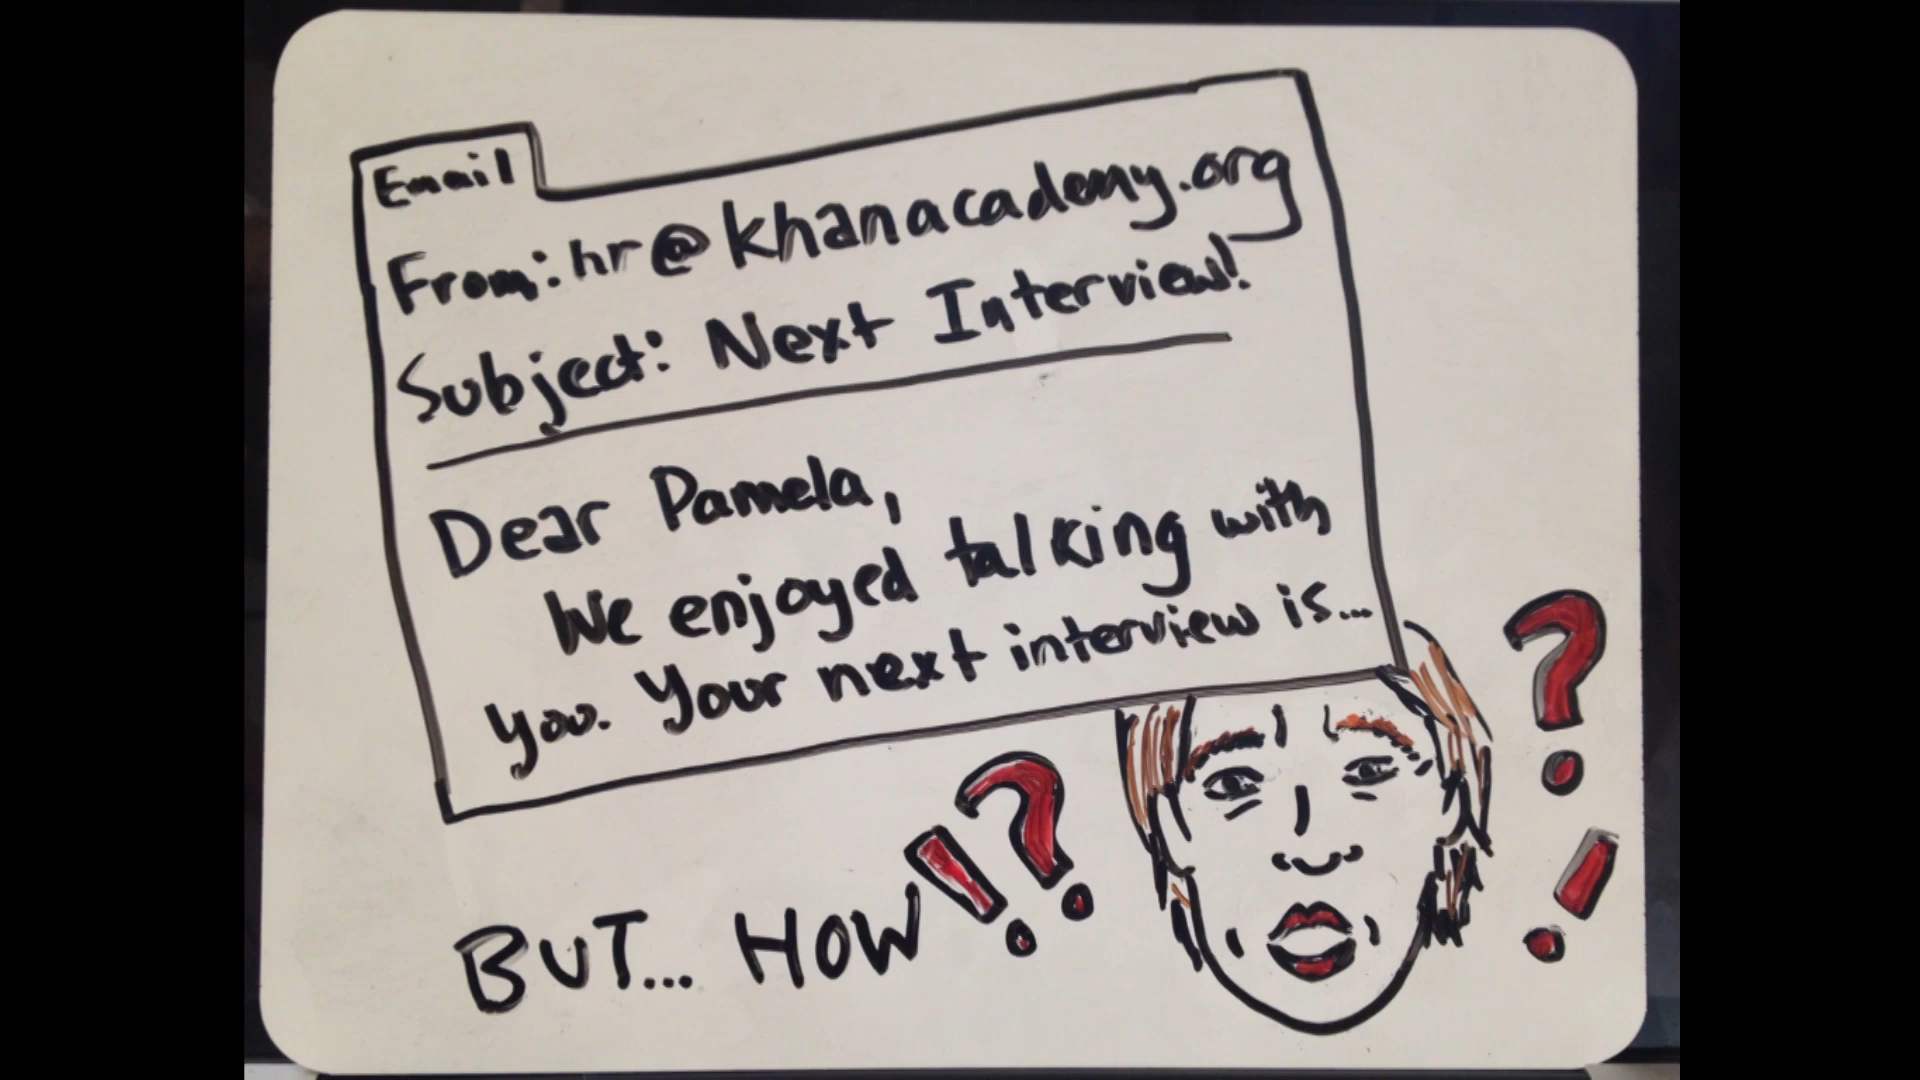 Email
From: hr@khanacademy.org
Subject: Next Interview!
Dear Pamela,
We enjoyed talking with
you. Your next interview is...
BUT... HOW!?
?!